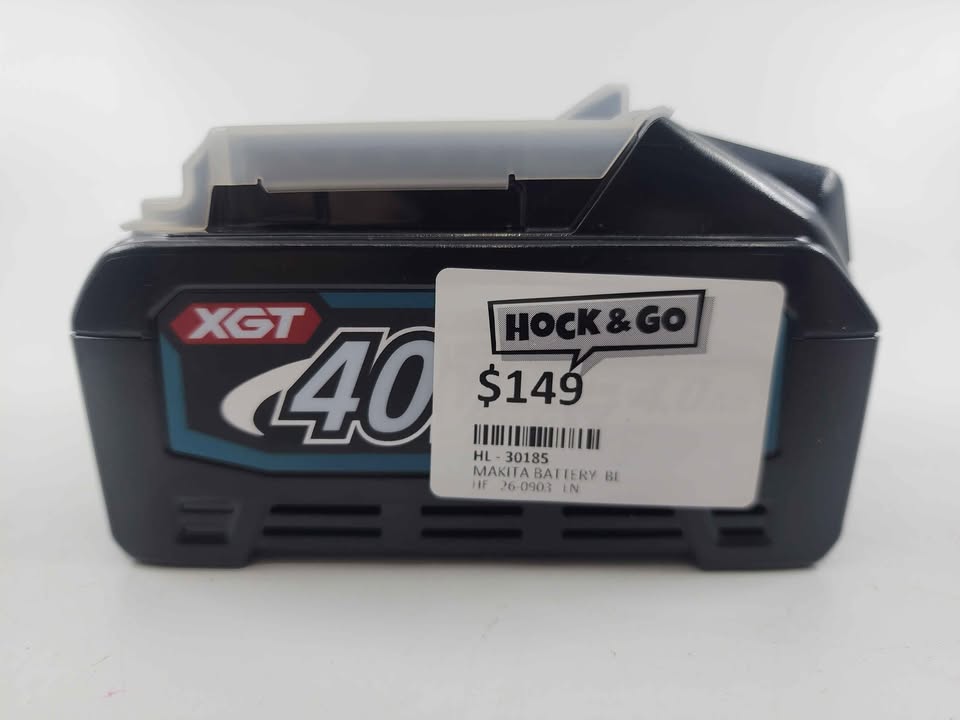 XGT
40
HOCK & GO
$149
HL - 30185
MAKITA BATTERY BL
HF 26-0903 LN